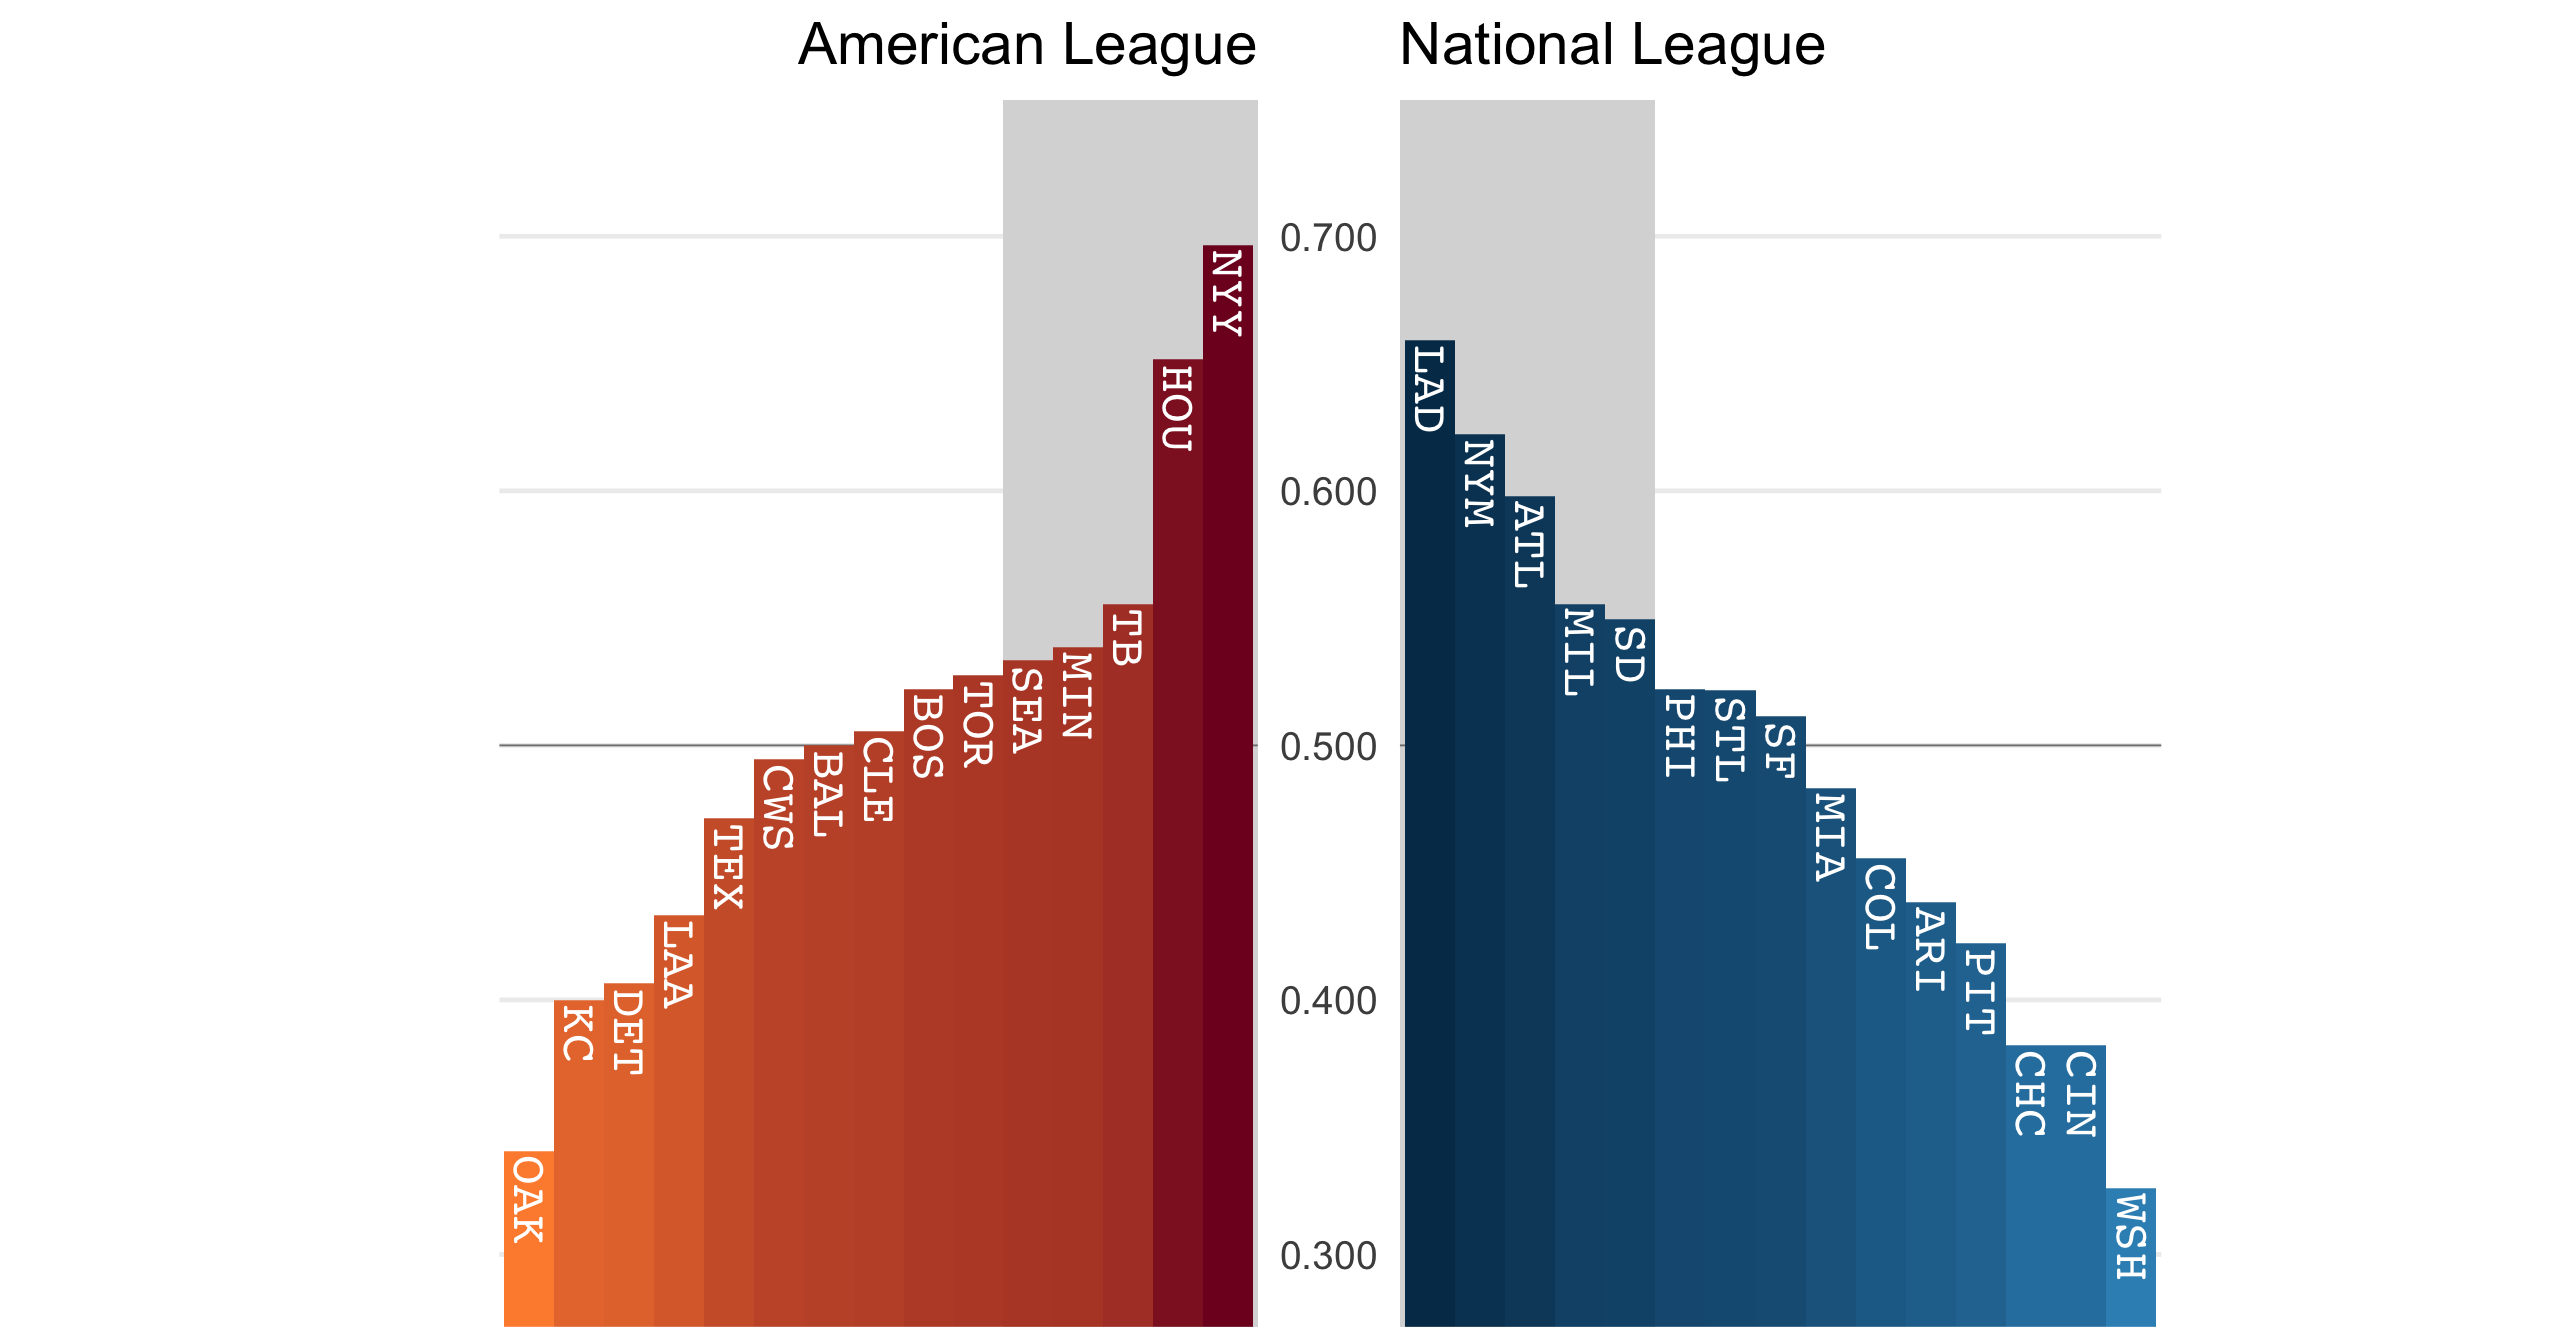 American League
National League
0.700
0.600
0.500
0.400
0.300
OAK
KC
DET
LAA
TEX
CWS
BAL
CLE
BOS
TOR
SEA
MIN
TB
HOU
NYY
LAD
NYM
ATL
MIL
SD
PHI
STL
SF
MIA
COL
ARI
PIT
CHC
CIN
WSH